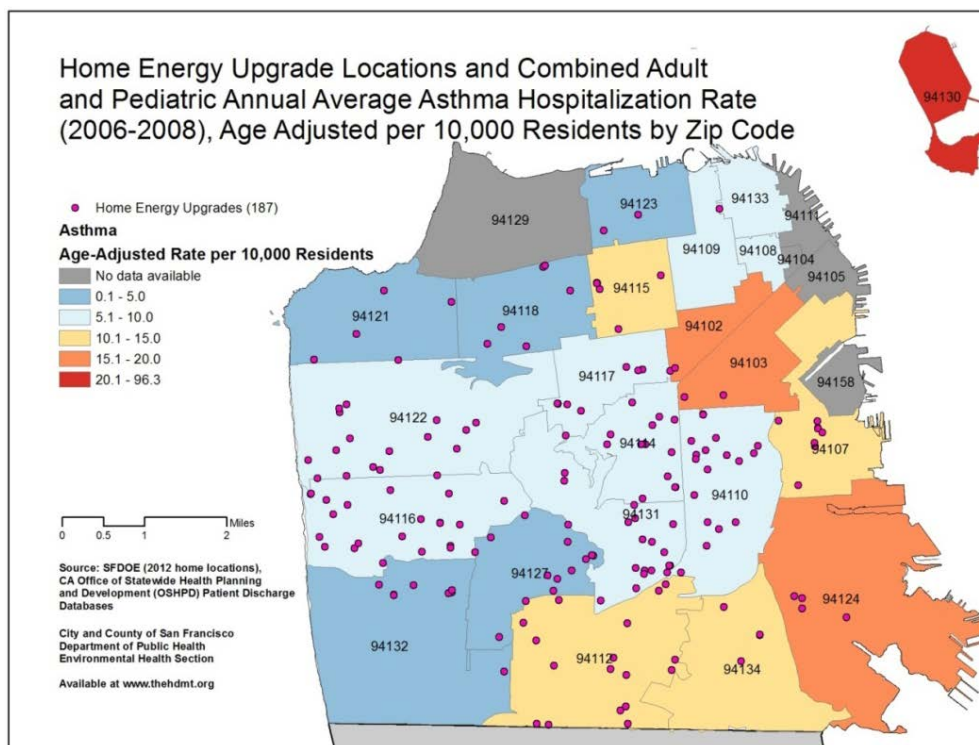 Home Energy Upgrade Locations and Combined Adult
and Pediatric Annual Average Asthma Hospitalization Rate
(2006-2008), Age Adjusted per 10,000 Residents by Zip Code
94130
Home Energy Upgrades (187)
Asthma
Age-Adjusted Rate per 10,000 Residents
No data available
0.1 - 5.0
5.1 - 10.0
10.1 - 15.0
15.1 - 20.0
20.1 - 96.3
94129
94123
94133
94111
94109
94108
94104
94105
94115
94121
94118
94102
94103
94117
94158
94122
94114
94107
94110
94116
94131
94127
94124
94132
94112
94134
0 0.5 1 2 Miles
Source: SFDOE (2012 home locations),
CA Office of Statewide Health Planning
and Development (OSHPD) Patient Discharge
Databases
City and County of San Francisco
Department of Public Health
Environmental Health Section
Available at www.thehdmt.org